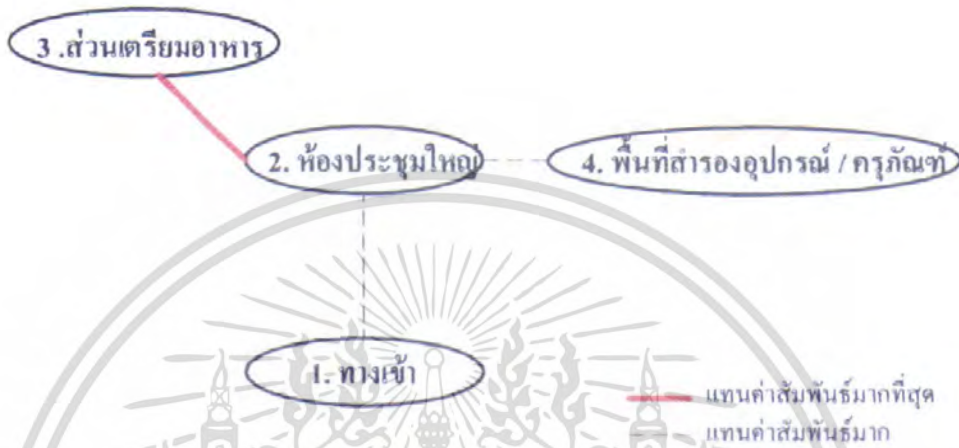 3 .ส่วนเตรียมอาหาร
2. ห้องประชุมใหญ่
4. พื้นที่สำรองอุปกรณ์ / ครุภัณฑ์
1. ทางเข้า
แทนค่าสัมพันธ์มากที่สุด
แทนค่าสัมพันธ์มาก